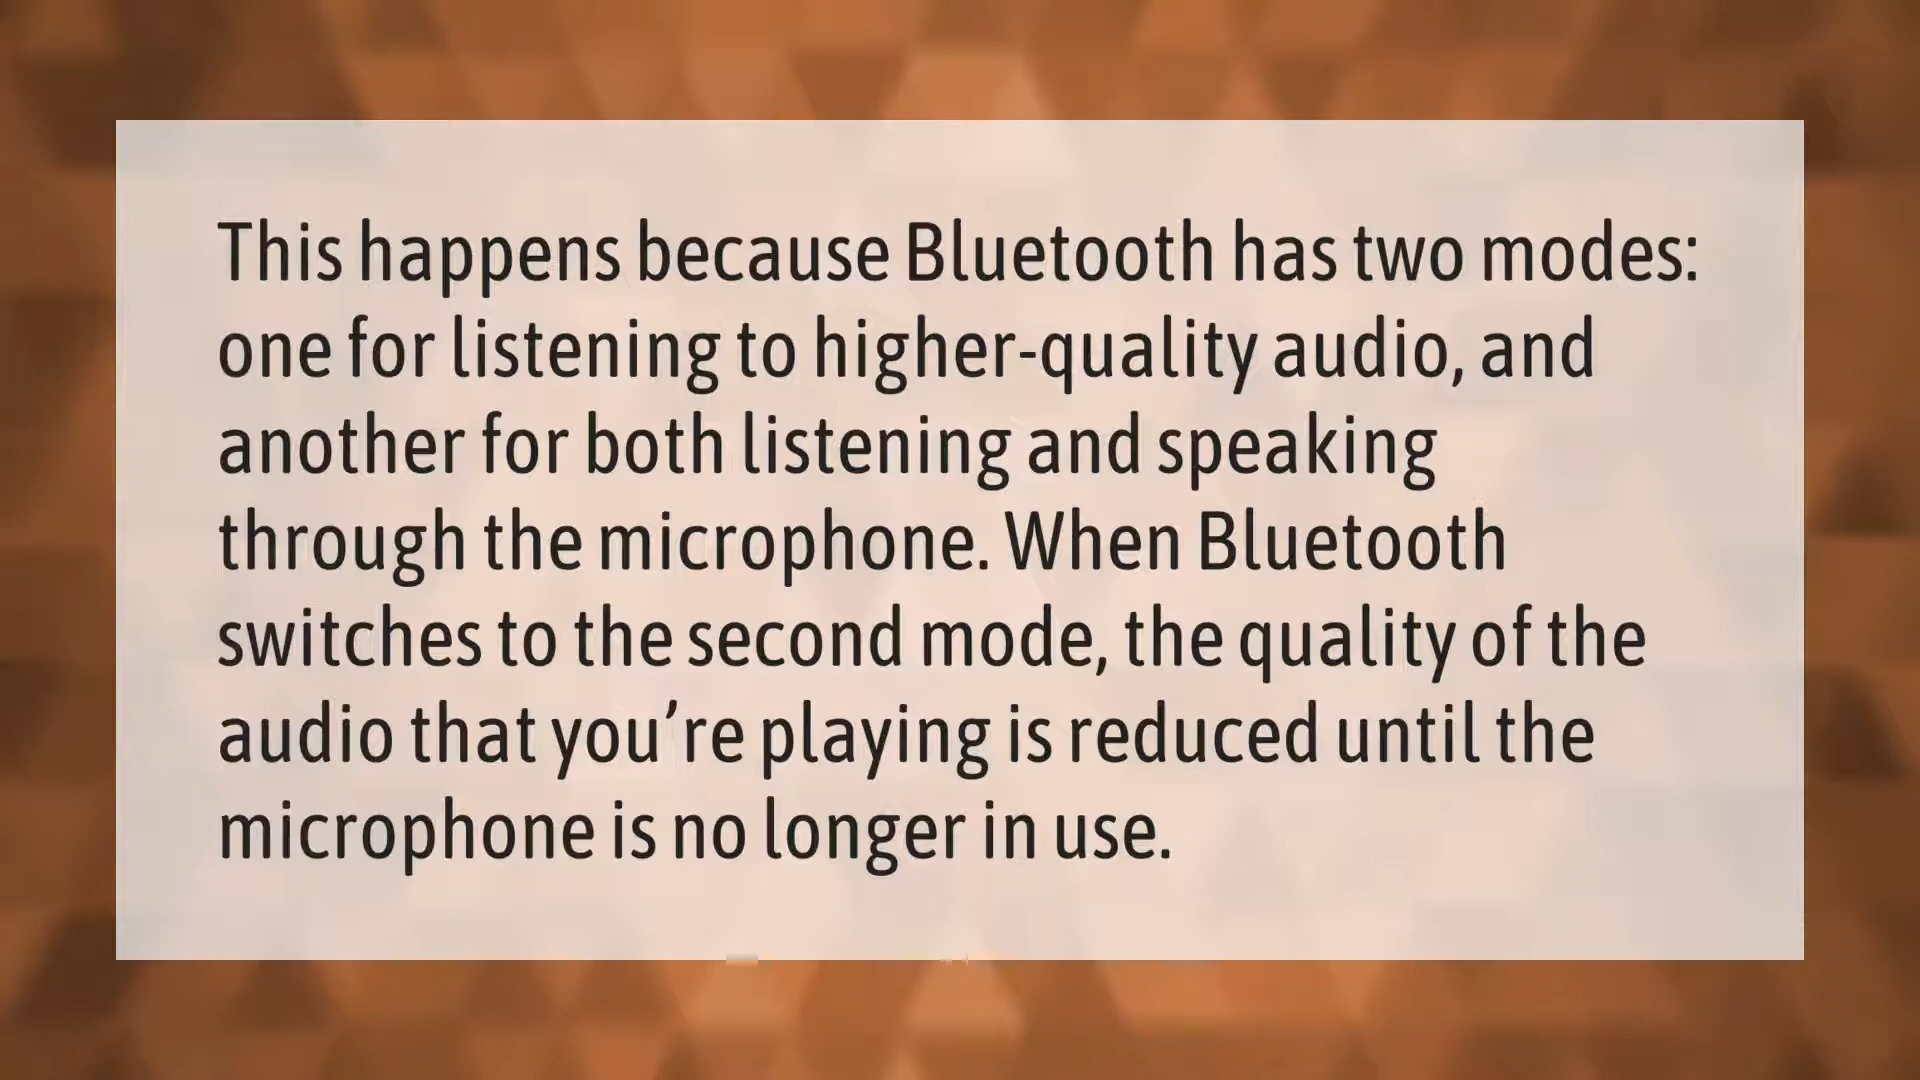 This happens because Bluetooth has two modes:
one for listening to higher-quality audio, and
another for both listening and speaking
through the microphone. When Bluetooth
switches to the second mode, the quality of the
audio that you’re playing is reduced until the
microphone is no longer in use.